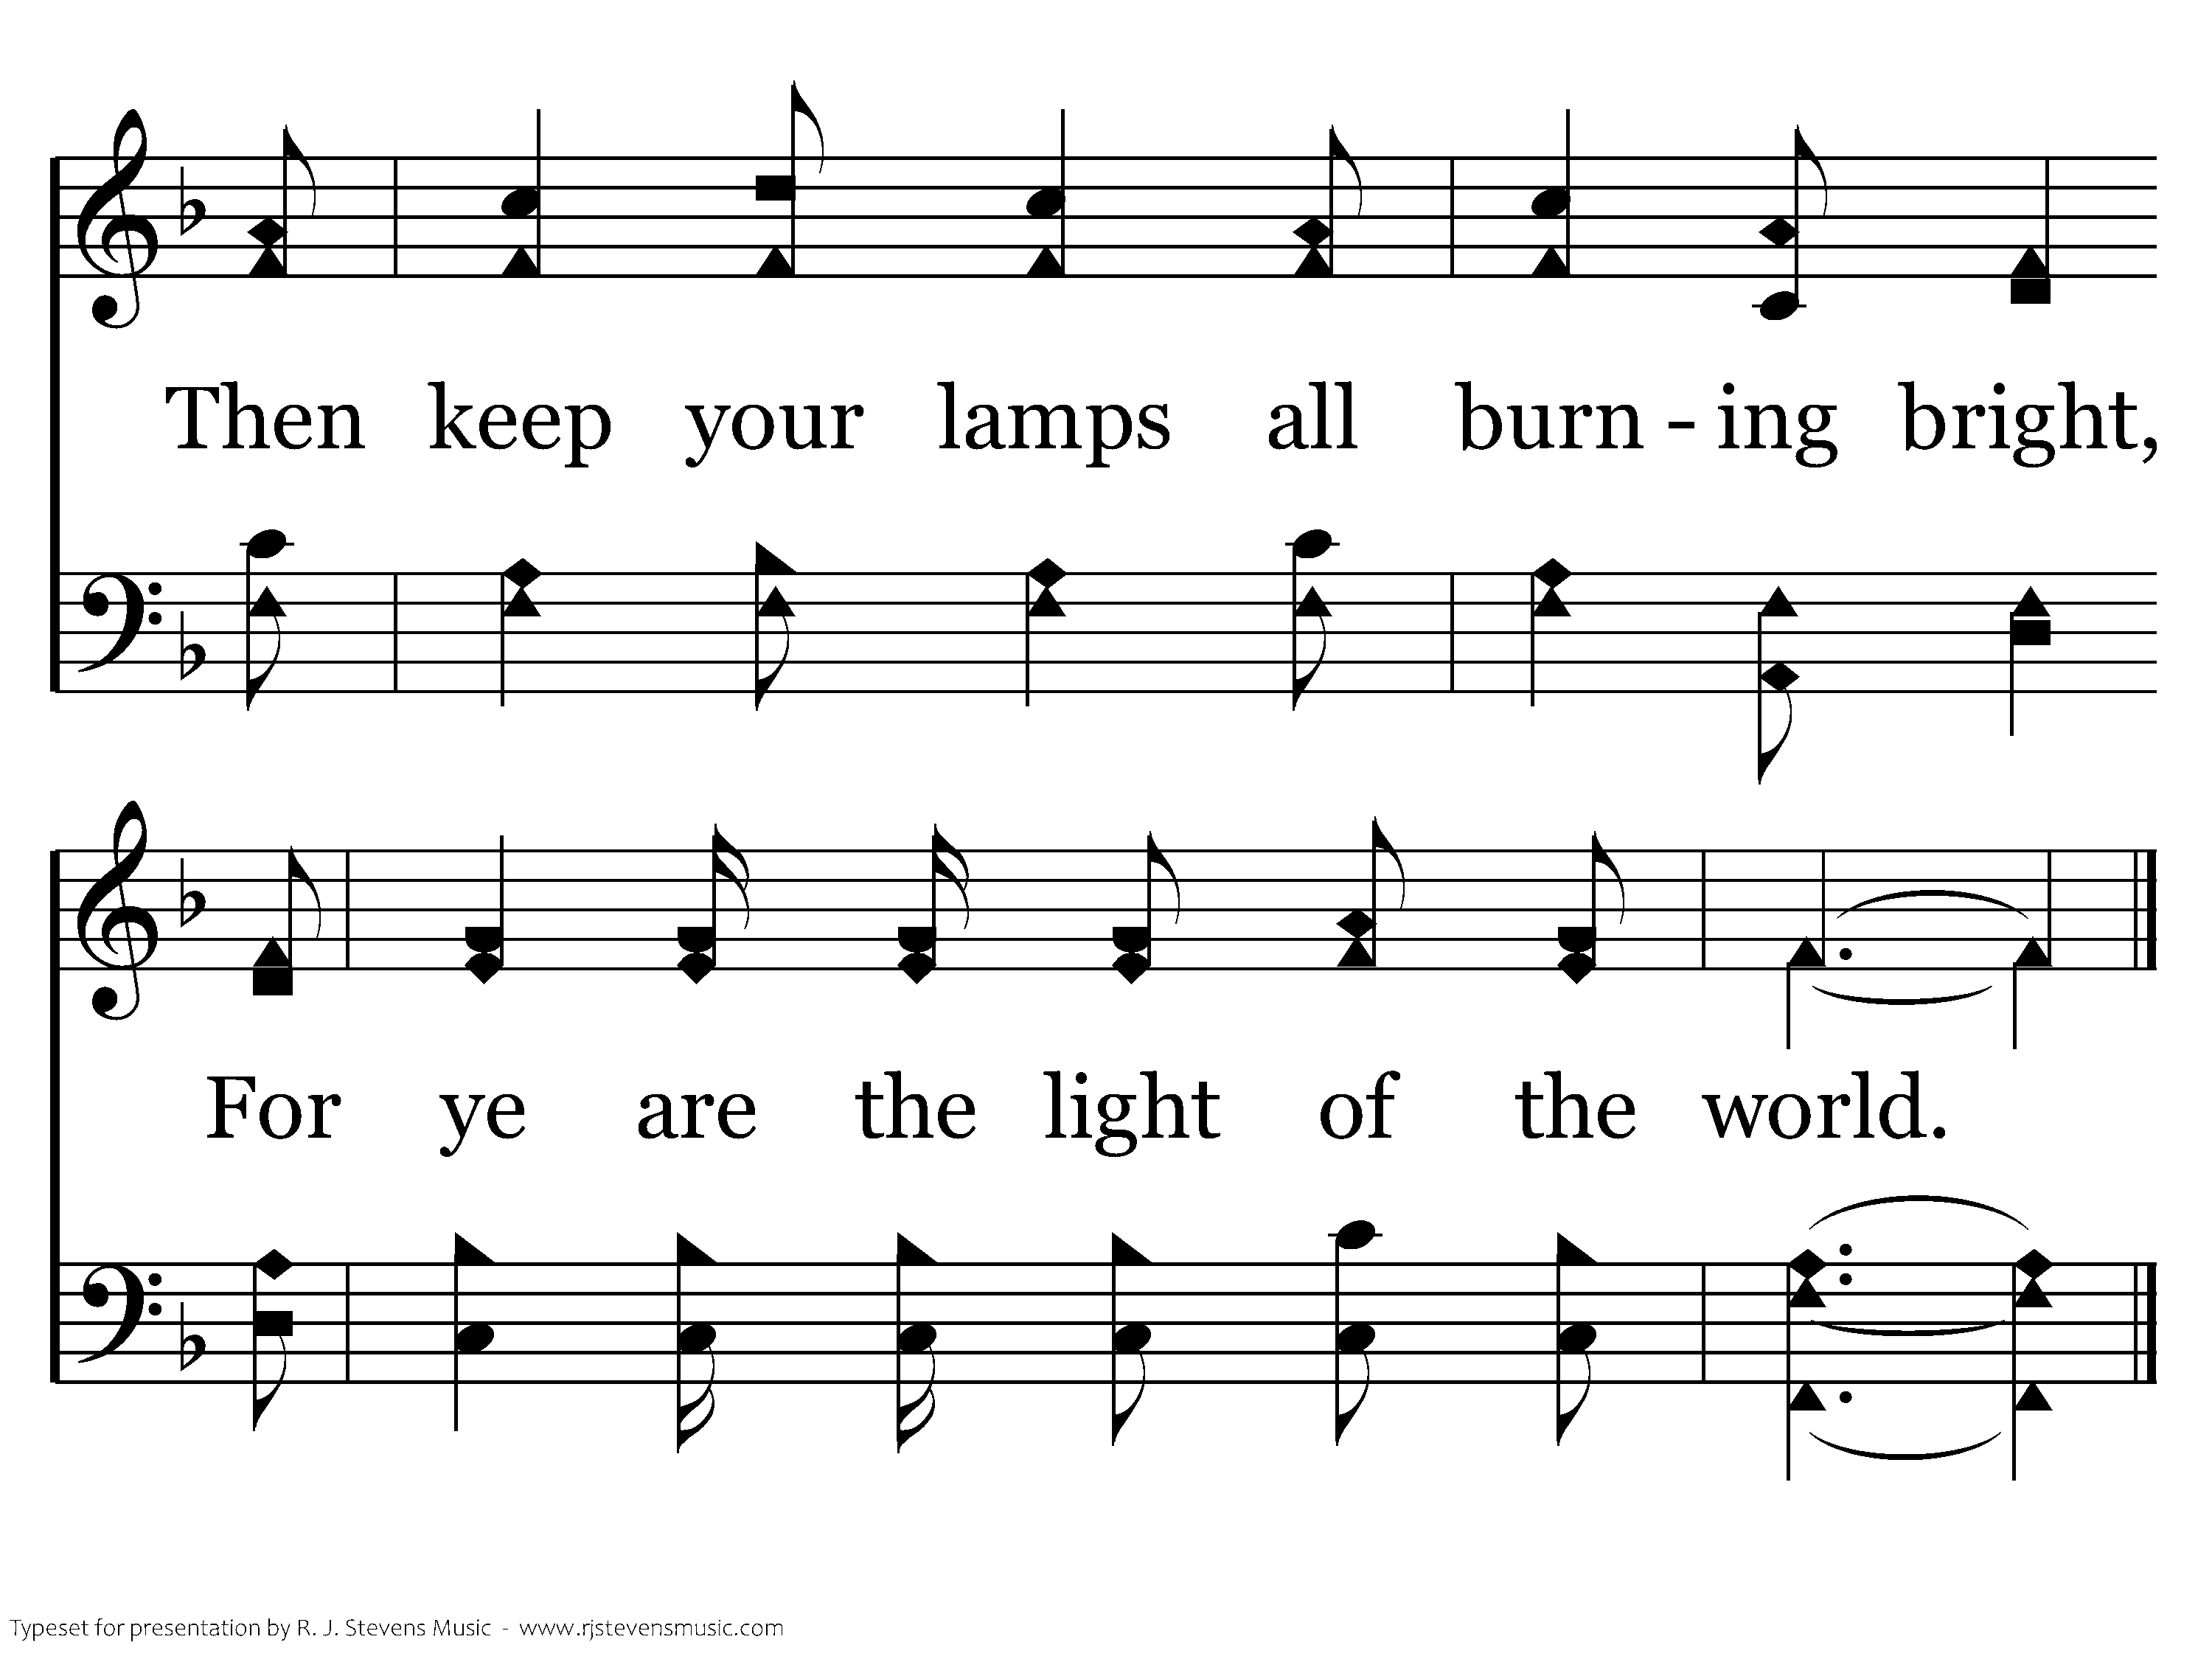 Then keep your lamps all burn - ing bright,
For ye are the light of the world.
Typeset for presentation by R. J. Stevens Music - www.rjstevensmusic.com